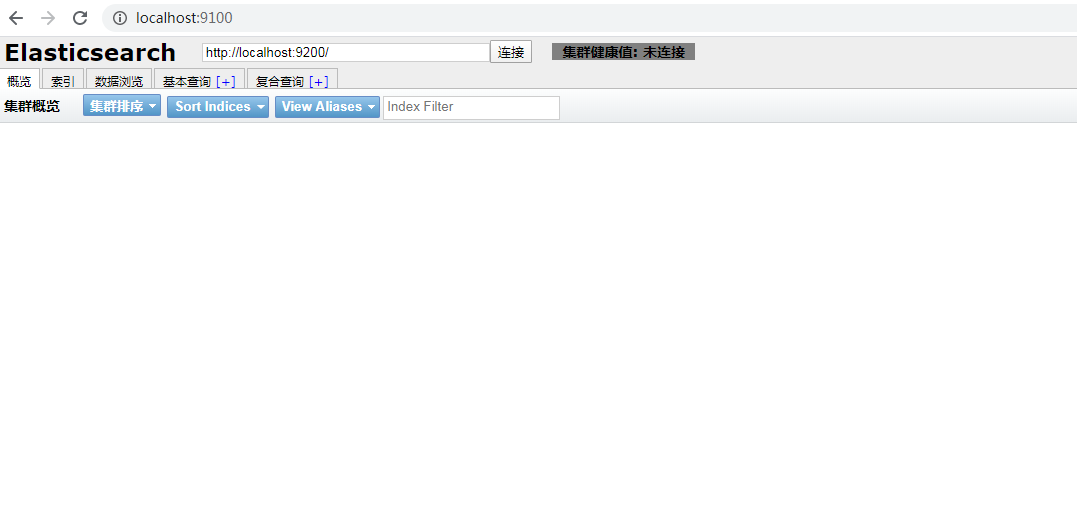 localhost:9100
Elasticsearch http://localhost:9200/ 连接 集群健康值: 未连接
概览 索引 数据浏览 基本查询 [+] 复合查询 [+]
集群概览 集群排序 Sort Indices View Aliases Index Filter